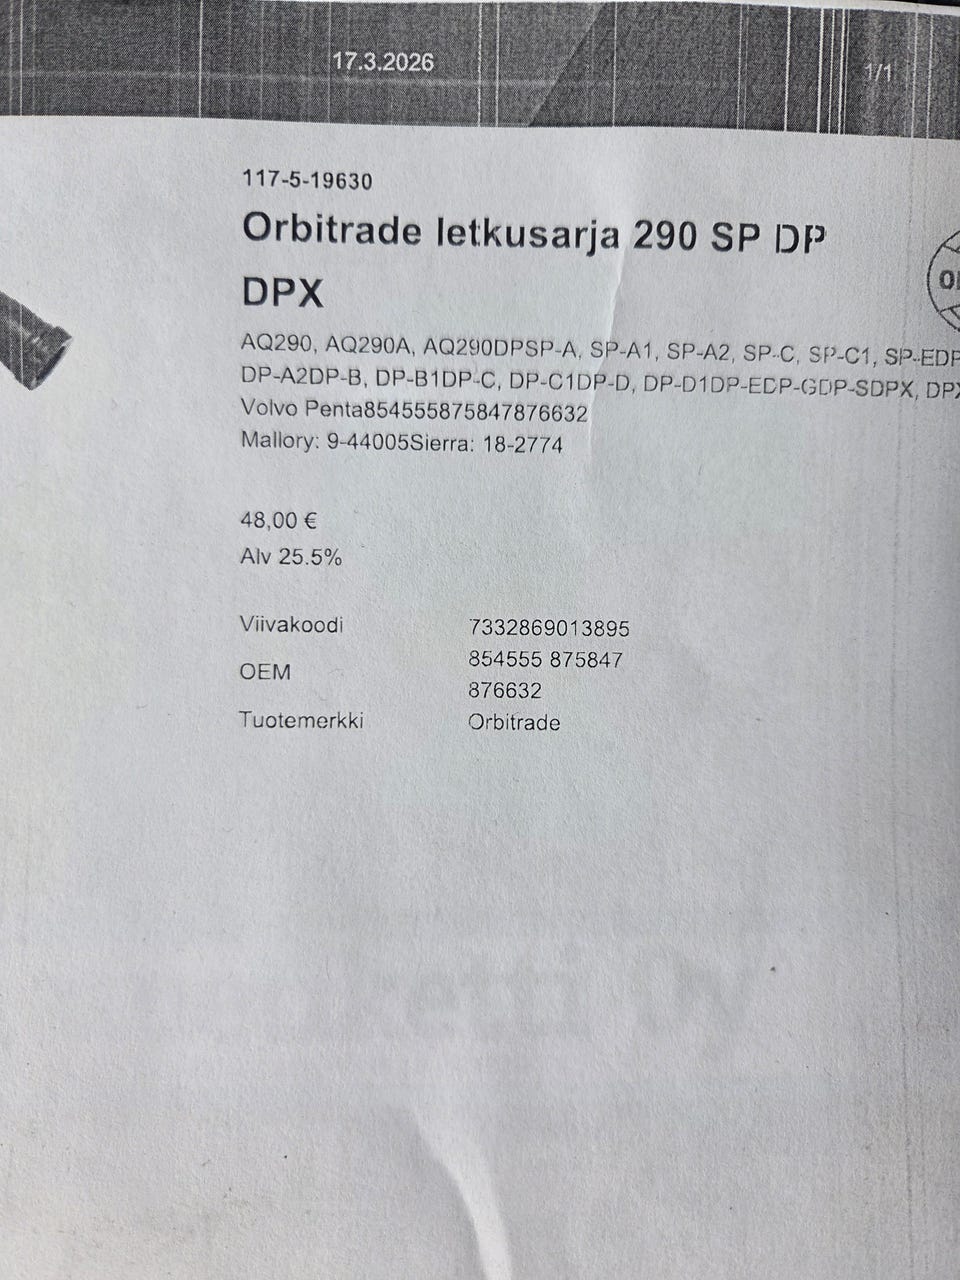 17.3.2026
1/1
117-5-19630
Orbitrade letkusarja 290 SP DP
DPX
AQ290, AQ290A, AQ290DPSP-A, SP-A1, SP-A2, SP-C, SP-C1, SP-EDP
DP-A2DP-B, DP-B1DP-C, DP-C1DP-D, DP-D1DP-EDP-GDP-SDPX, DPX
Volvo Penta854555875847876632
Mallory: 9-44005Sierra: 18-2774
48,00 €
Alv 25.5%
Viivakoodi 7332869013895
OEM 854555 875847
876632
Tuotemerkki Orbitrade